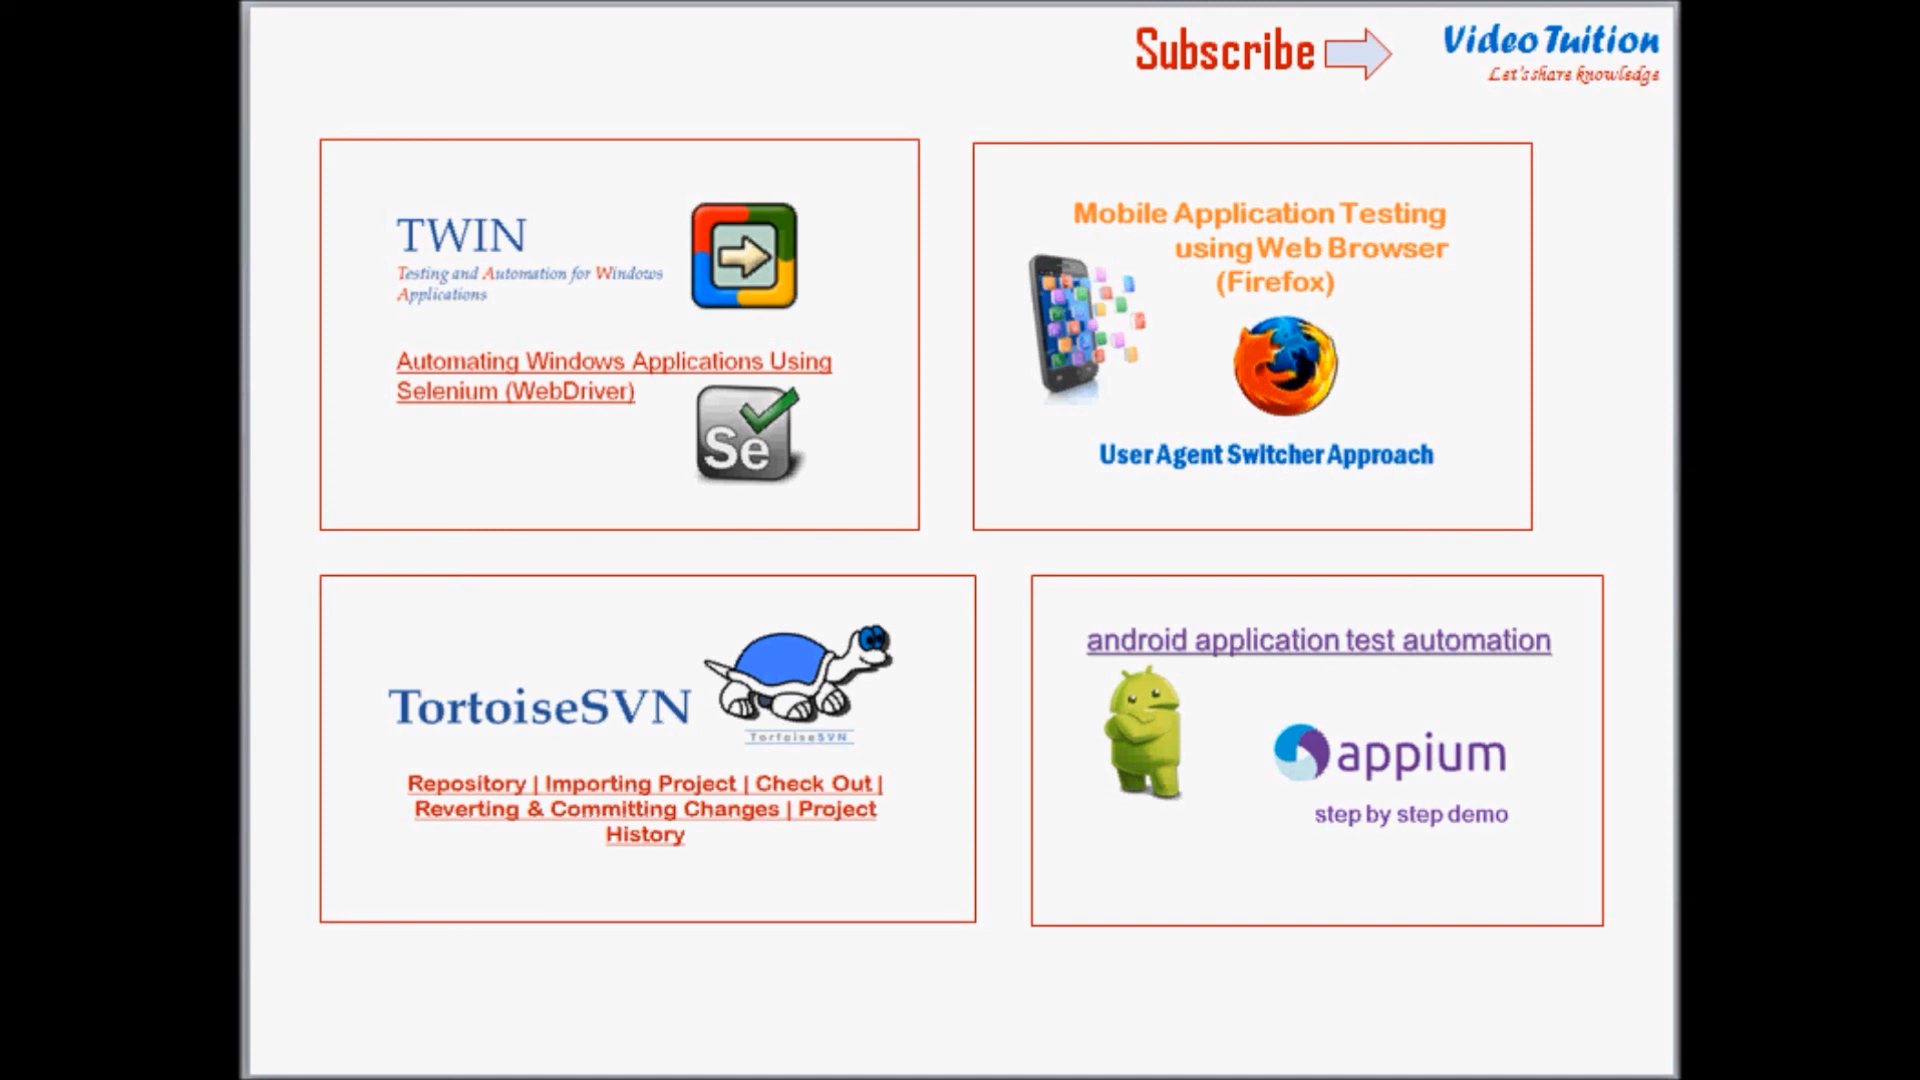 Subscribe
Video Tuition
Let's share knowledge
TWIN
Testing and Automation for Windows
Applications
Automating Windows Applications Using
Selenium (WebDriver)
Se
Mobile Application Testing
using Web Browser
(Firefox)
User Agent Switcher Approach
TortoiseSVN
TortoiseSVN
Repository | Importing Project | Check Out |
Reverting & Committing Changes | Project
History
android application test automation
appium
step by step demo